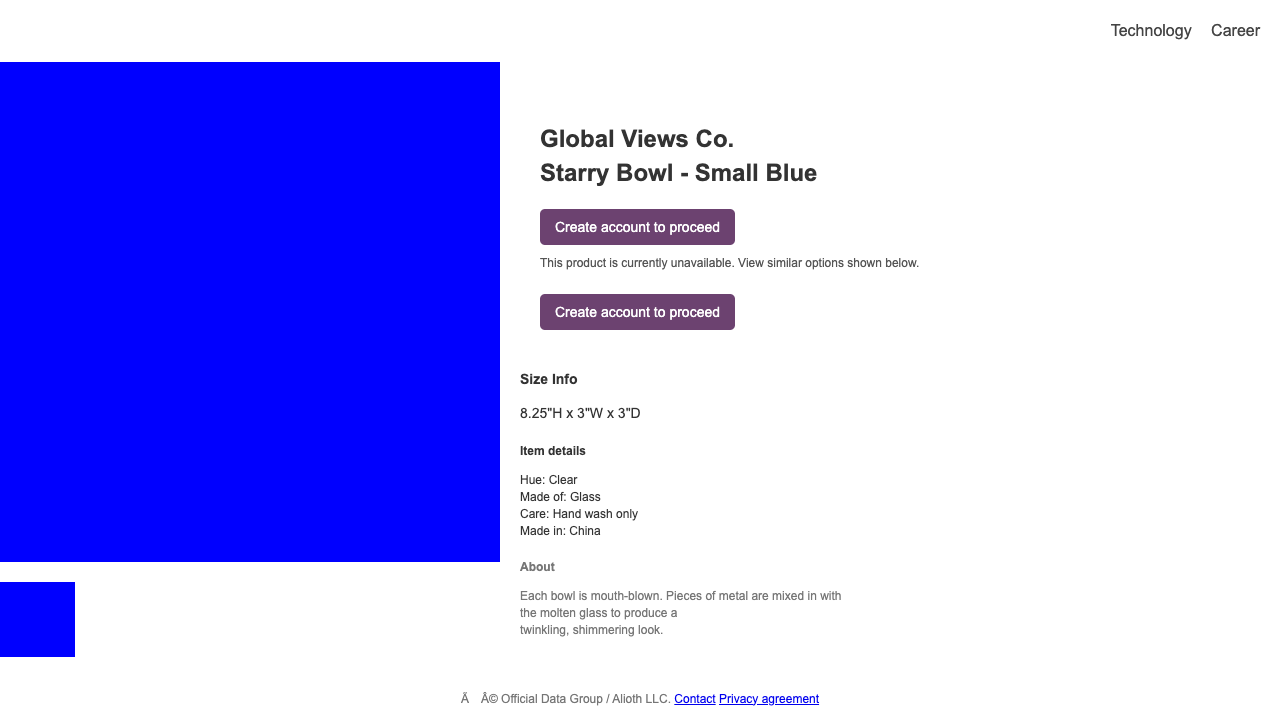 Technology Career
Global Views Co.
Starry Bowl - Small Blue
Create account to proceed
This product is currently unavailable. View similar options shown below.
Create account to proceed
Size Info
8.25"H x 3"W x 3"D
Item details
Hue: Clear
Made of: Glass
Care: Hand wash only
Made in: China
About
Each bowl is mouth-blown. Pieces of metal are mixed in with
the molten glass to produce a
twinkling, shimmering look.
Ã Â© Official Data Group / Alioth LLC. Contact Privacy agreement